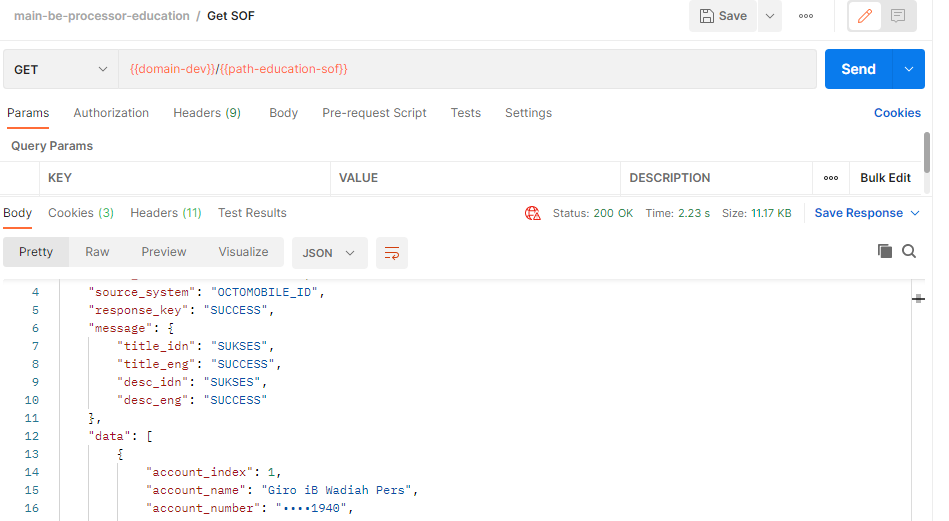 main-be-processor-education / Get SOF
Save
GET {{domain-dev}}/{{path-education-sof}} Send
Params Authorization Headers (9) Body Pre-request Script Tests Settings Cookies
Query Params
KEY VALUE DESCRIPTION Bulk Edit
Body Cookies (3) Headers (11) Test Results Status: 200 OK Time: 2.23 s Size: 11.17 KB Save Response
Pretty Raw Preview Visualize JSON
4 "source_system": "OCTOMOBILE_ID",
5 "response_key": "SUCCESS",
6 "message": {
7 "title_idn": "SUKSES",
8 "title_eng": "SUCCESS",
9 "desc_idn": "SUKSES",
10 "desc_eng": "SUCCESS"
11 },
12 "data": [
13 {
14 "account_index": 1,
15 "account_name": "Giro iB Wadiah Pers",
16 "account_number": "••••1940",